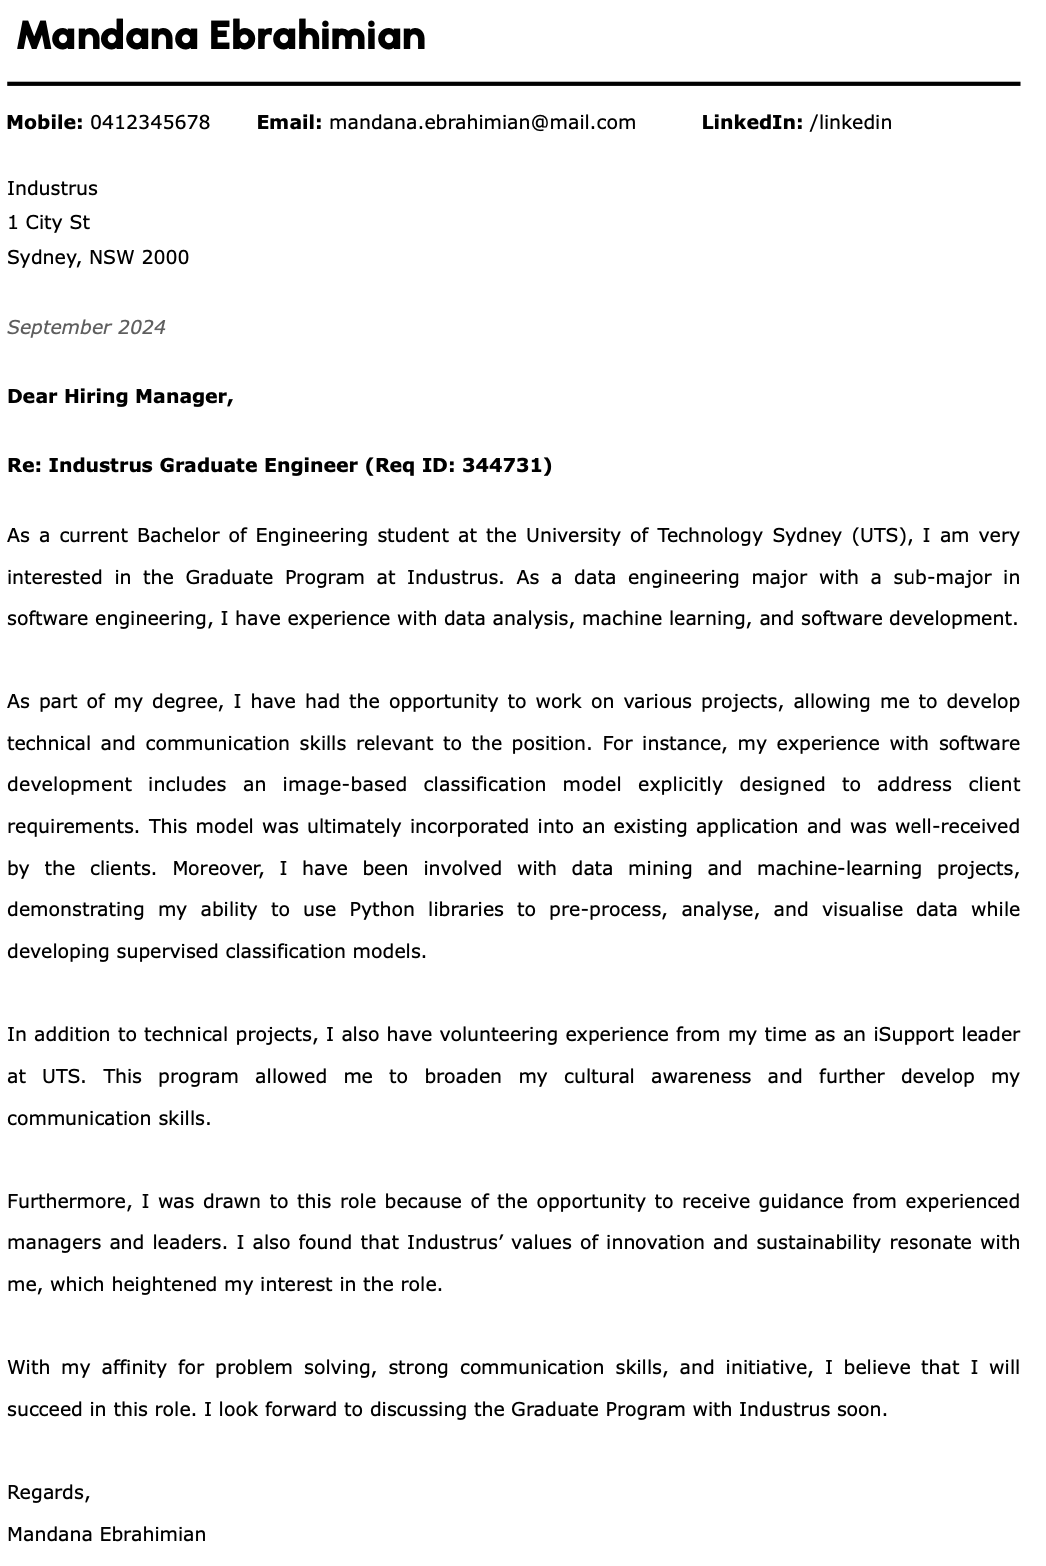 Mandana Ebrahimian
Mobile: 0412345678 Email: mandana.ebrahimian@mail.com LinkedIn: /linkedin
Industrus
1 City St
Sydney, NSW 2000
September 2024
Dear Hiring Manager,
Re: Industrus Graduate Engineer (Req ID: 344731)
As a current Bachelor of Engineering student at the University of Technology Sydney (UTS), I am very
interested in the Graduate Program at Industrus. As a data engineering major with a sub-major in
software engineering, I have experience with data analysis, machine learning, and software development.
As part of my degree, I have had the opportunity to work on various projects, allowing me to develop
technical and communication skills relevant to the position. For instance, my experience with software
development includes an image-based classification model explicitly designed to address client
requirements. This model was ultimately incorporated into an existing application and was well-received
by the clients. Moreover, I have been involved with data mining and machine-learning projects,
demonstrating my ability to use Python libraries to pre-process, analyse, and visualise data while
developing supervised classification models.
In addition to technical projects, I also have volunteering experience from my time as an iSupport leader
at UTS. This program allowed me to broaden my cultural awareness and further develop my
communication skills.
Furthermore, I was drawn to this role because of the opportunity to receive guidance from experienced
managers and leaders. I also found that Industrus’ values of innovation and sustainability resonate with
me, which heightened my interest in the role.
With my affinity for problem solving, strong communication skills, and initiative, I believe that I will
succeed in this role. I look forward to discussing the Graduate Program with Industrus soon.
Regards,
Mandana Ebrahimian